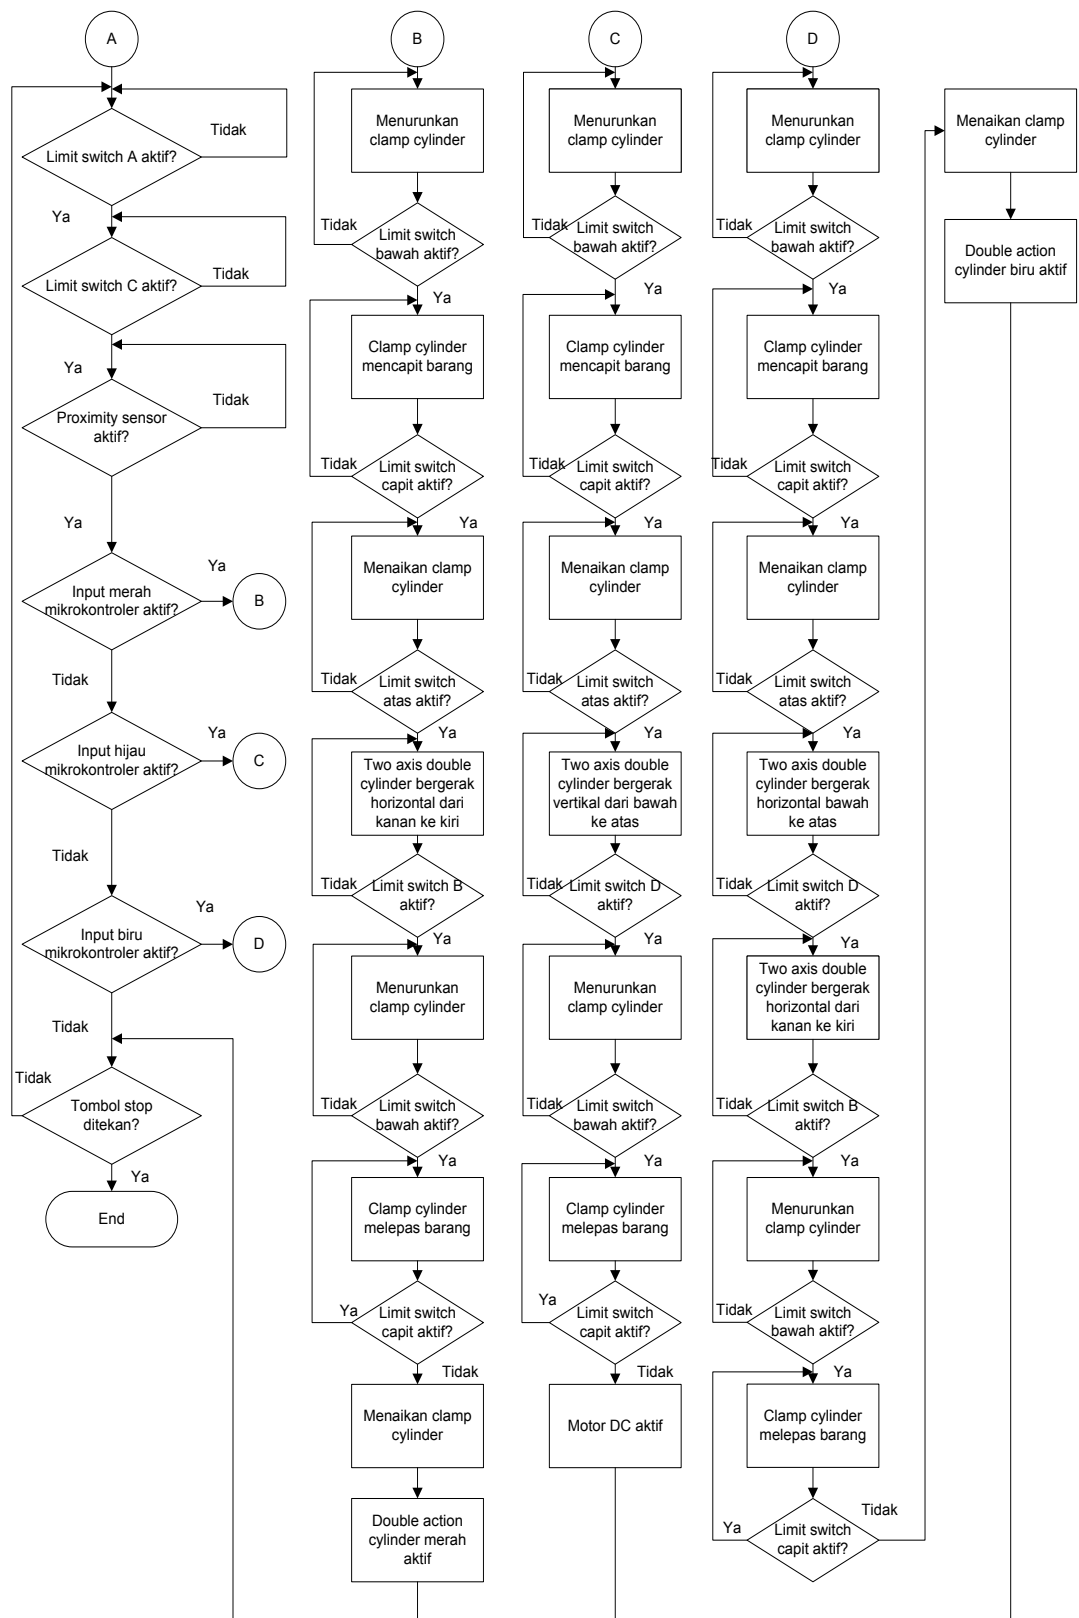 A
Tidak
Limit switch A aktif?
Ya
Tidak
Limit switch C aktif?
Ya
Tidak
Proximity sensor
aktif?
Ya
Ya
Input merah
mikrokontroler aktif?
B
Tidak
Ya
Input hijau
mikrokontroler aktif?
C
Tidak
Ya
Input biru
mikrokontroler aktif?
D
Tidak
Tidak
Tombol stop
ditekan?
Ya
End
B
Menurunkan
clamp cylinder
Tidak
Limit switch
bawah aktif?
Ya
Clamp cylinder
mencapit barang
Tidak
Limit switch
capit aktif?
Ya
Menaikan clamp
cylinder
Tidak
Limit switch
atas aktif?
Ya
Two axis double
cylinder bergerak
horizontal dari
kanan ke kiri
Tidak
Limit switch B
aktif?
Ya
Menurunkan
clamp cylinder
Tidak
Limit switch
bawah aktif?
Ya
Clamp cylinder
melepas barang
Ya
Limit switch
capit aktif?
Tidak
Menaikan clamp
cylinder
Double action
cylinder merah
aktif
C
Menurunkan
clamp cylinder
Tidak
Limit switch
bawah aktif?
Ya
Clamp cylinder
mencapit barang
Tidak
Limit switch
capit aktif?
Ya
Menaikan clamp
cylinder
Tidak
Limit switch
atas aktif?
Ya
Two axis double
cylinder bergerak
vertikal dari bawah
ke atas
Tidak
Limit switch D
aktif?
Ya
Menurunkan
clamp cylinder
Tidak
Limit switch
bawah aktif?
Ya
Clamp cylinder
melepas barang
Ya
Limit switch
capit aktif?
Tidak
Motor DC aktif
D
Menurunkan
clamp cylinder
Tidak
Limit switch
bawah aktif?
Ya
Clamp cylinder
mencapit barang
Tidak
Limit switch
capit aktif?
Ya
Menaikan clamp
cylinder
Tidak
Limit switch
atas aktif?
Ya
Two axis double
cylinder bergerak
horizontal bawah
ke atas
Tidak
Limit switch D
aktif?
Ya
Two axis double
cylinder bergerak
horizontal dari
kanan ke kiri
Tidak
Limit switch B
aktif?
Ya
Menurunkan
clamp cylinder
Tidak
Limit switch
bawah aktif?
Ya
Clamp cylinder
melepas barang
Tidak
Ya
Limit switch
capit aktif?
Menaikan clamp
cylinder
Double action
cylinder biru aktif